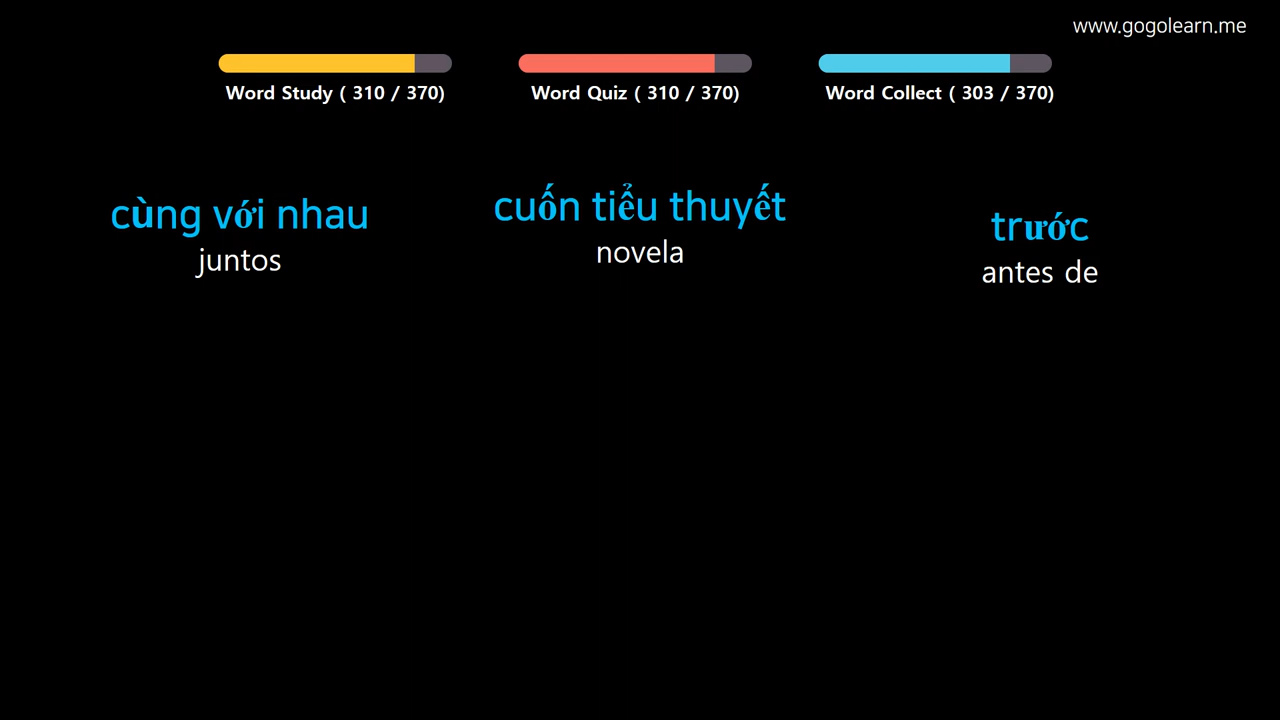 www.gogolearn.me
Word Study ( 310 / 370)
Word Quiz ( 310 / 370)
Word Collect ( 303 / 370)
cùng với nhau
juntos
cuốn tiểu thuyết
novela
trước
antes de